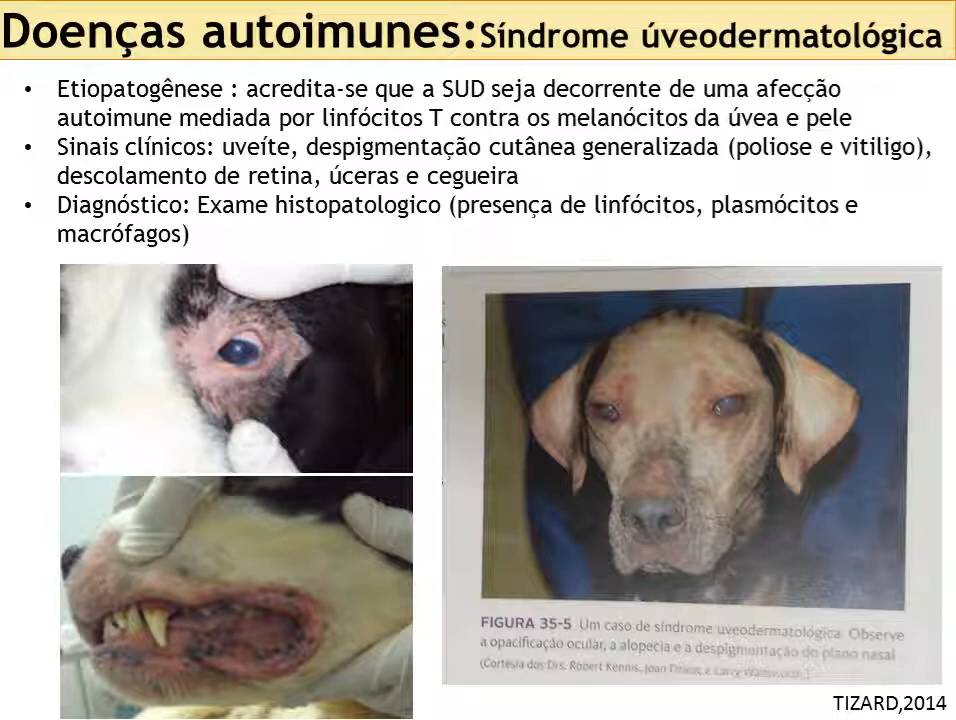 Doenças autoimunes:Síndrome úveodermatológica
• Etiopatogênese : acredita-se que a SUD seja decorrente de uma afecção
autoimune mediada por linfócitos T contra os melanócitos da úvea e pele
• Sinais clínicos: uveíte, despigmentação cutânea generalizada (poliose e vitiligo),
descolamento de retina, úceras e cegueira
• Diagnóstico: Exame histopatologico (presença de linfócitos, plasmócitos e
macrófagos)
FIGURA 35-5 Um caso de síndrome uveodermatológica. Observe
a opacificação ocular, a alopecia e a despigmentação do plano nasal
(Cortesia dos Drs. Robert Kennis, Joan e Larry
TIZARD,2014